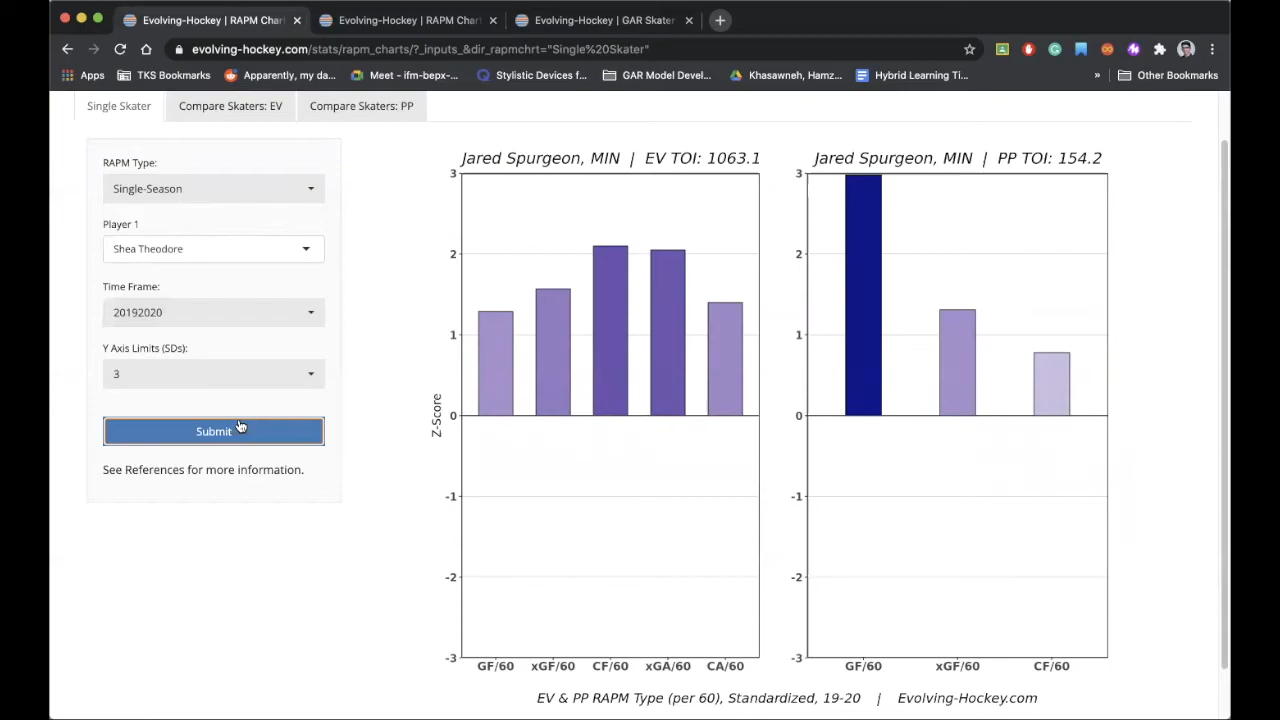 Evolving-Hockey | RAPM Char
Evolving-Hockey | RAPM Char
Evolving-Hockey | GAR Skater
evolving-hockey.com/stats/rapm_charts/?_inputs_&dir_rapmchrt="Single%20Skater"
Apps
TKS Bookmarks
Apparently, my da...
Meet - ifm-bepx-...
Stylistic Devices f...
GAR Model Devel...
Khasawneh, Hamz...
Hybrid Learning Ti...
»
Other Bookmarks
Single Skater
Compare Skaters: EV
Compare Skaters: PP
RAPM Type:
Single-Season
Player 1
Shea Theodore
Time Frame:
20192020
Y Axis Limits (SDs):
3
Submit
See References for more information.
Jared Spurgeon, MIN | EV TOI: 1063.1
3
2
1
0
-1
-2
-3
Z-Score
GF/60 xGF/60 CF/60 xGA/60 CA/60
Jared Spurgeon, MIN | PP TOI: 154.2
3
2
1
0
-1
-2
-3
GF/60 xGF/60 CF/60
EV & PP RAPM Type (per 60), Standardized, 19-20 | Evolving-Hockey.com